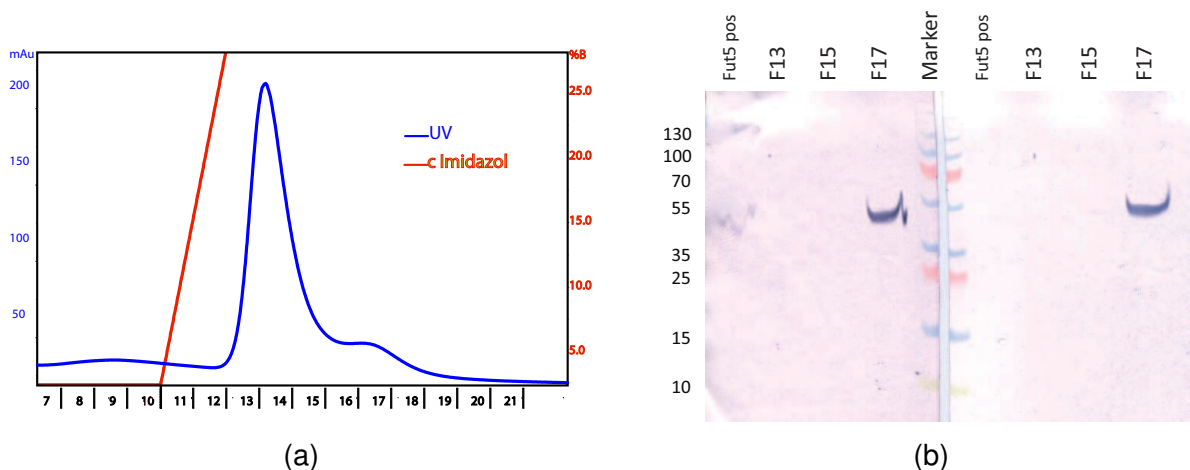 mAu
200
150
100
50
%B
25.0
20.0
15.0
10.0
5.0
UV
c Imidazol
7 8 9 10 11 12 13 14 15 16 17 18 19 20 21
(a)
Fut5 pos F13 F15 F17 Marker Fut5 pos F13 F15 F17
130
100
70
55
35
25
15
10
(b)